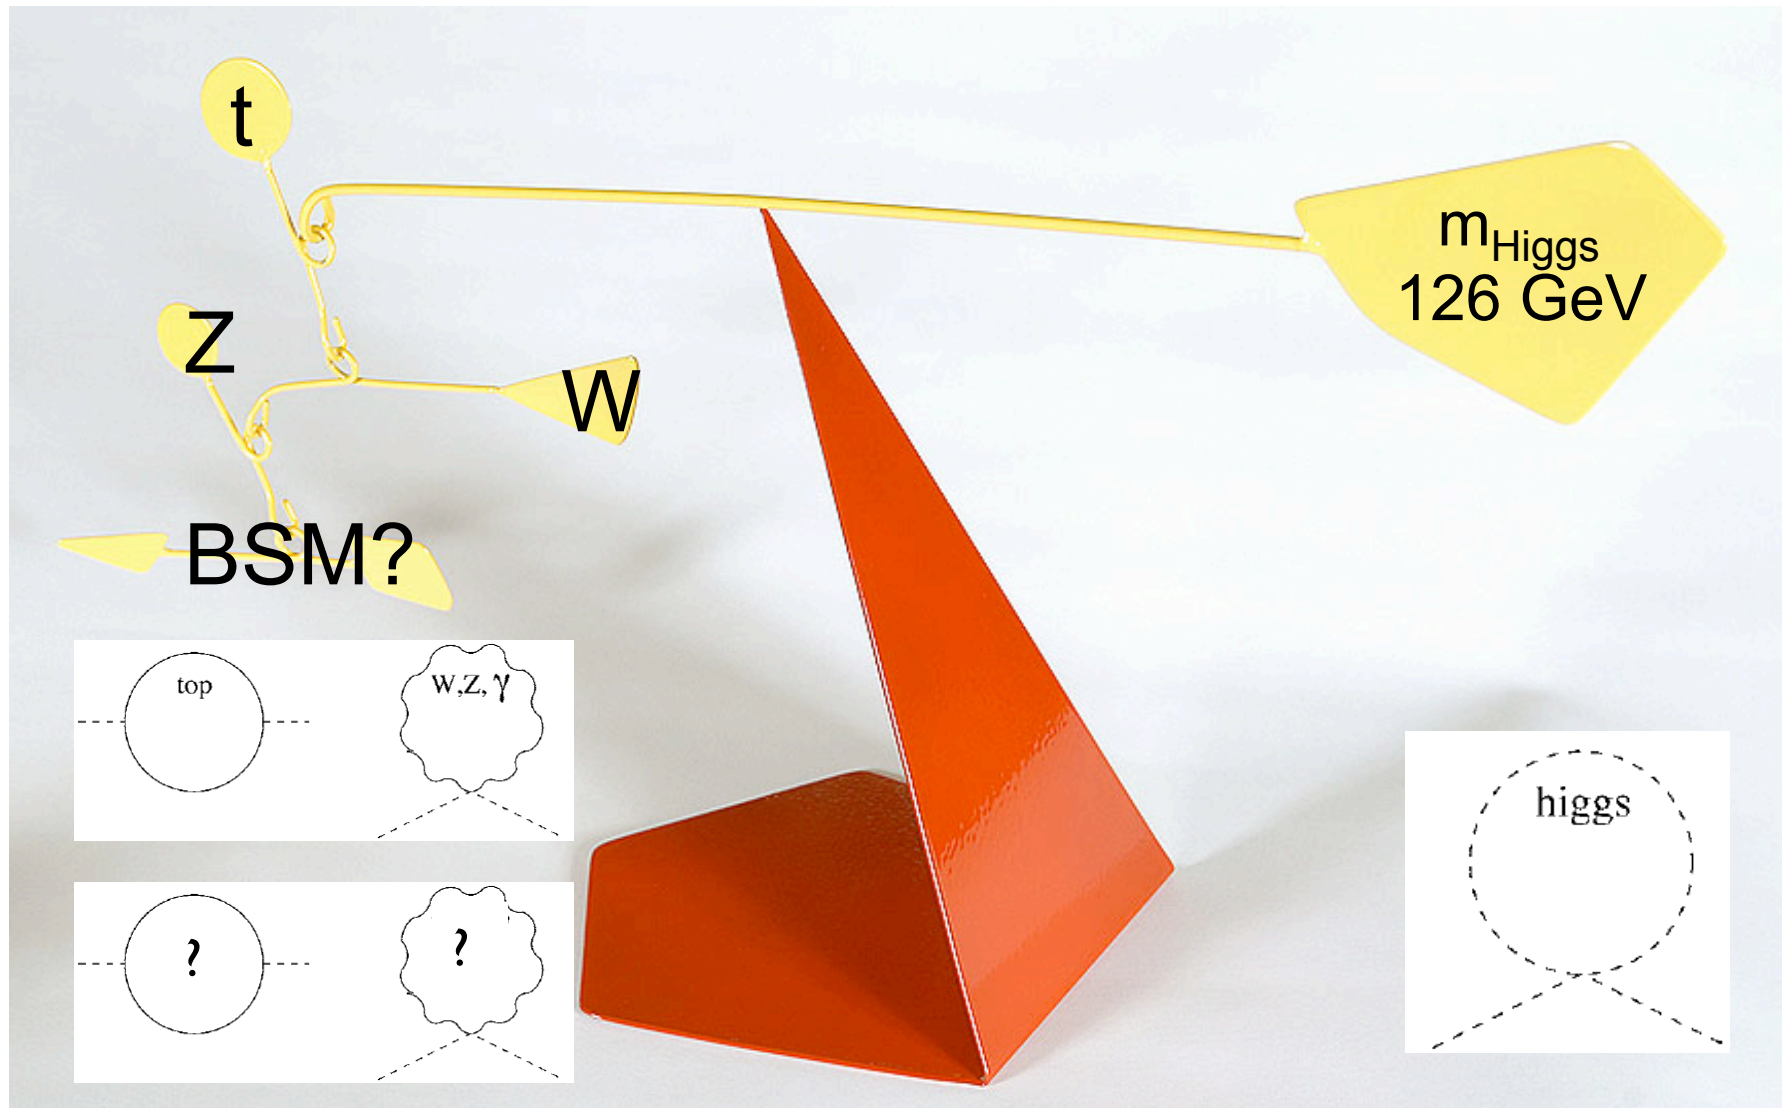 t
m_Higgs
126 GeV
Z
W
BSM?
top
W,Z, γ
higgs
?
?